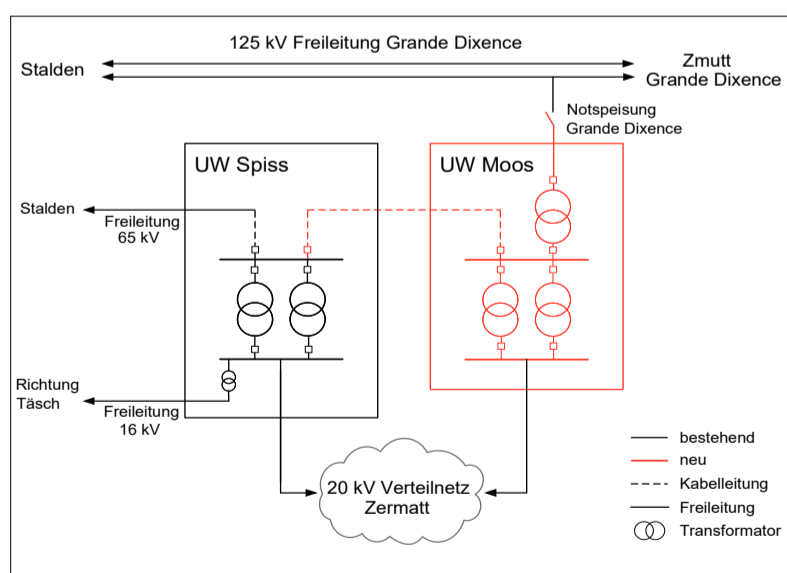 125 kV Freileitung Grande Dixence
Stalden
Zmutt
Grande Dixence
Notspeisung
Grande Dixence
UW Spiss
UW Moos
Stalden
Freileitung
65 kV
Richtung
Täsch
Freileitung
16 kV
20 kV Verteilnetz
Zermatt
bestehend
neu
Kabelleitung
Freileitung
Transformator